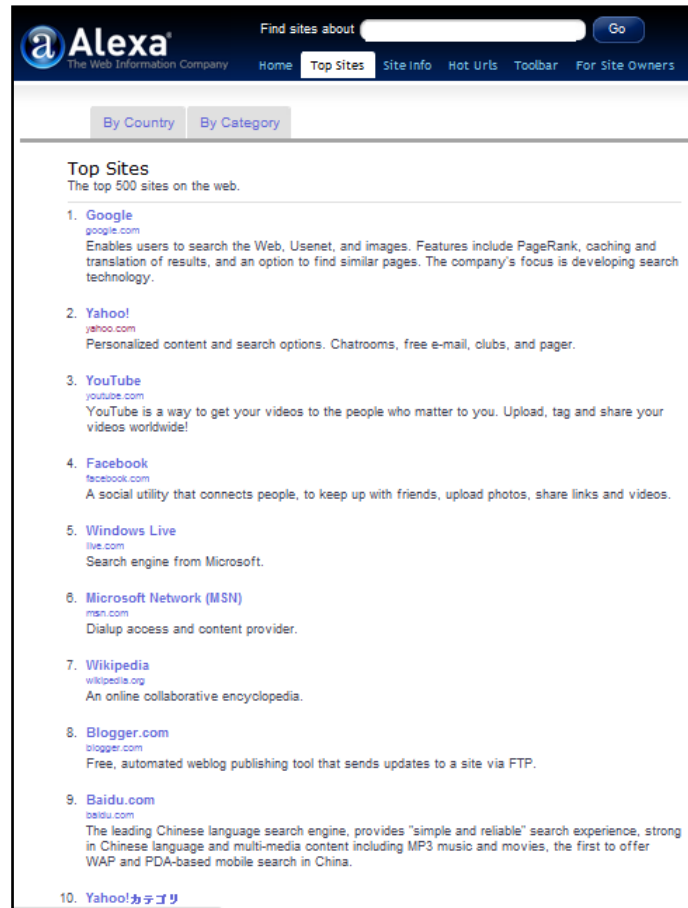 Alexa®
The Web Information Company
Find sites about
Go
Home Top Sites Site Info Hot Urls Toolbar For Site Owners
By Country By Category
Top Sites
The top 500 sites on the web.
1. Google
google.com
Enables users to search the Web, Usenet, and images. Features include PageRank, caching and
translation of results, and an option to find similar pages. The company's focus is developing search
technology.
2. Yahoo!
yahoo.com
Personalized content and search options. Chatrooms, free e-mail, clubs, and pager.
3. YouTube
youtube.com
YouTube is a way to get your videos to the people who matter to you. Upload, tag and share your
videos worldwide!
4. Facebook
facebook.com
A social utility that connects people, to keep up with friends, upload photos, share links and videos.
5. Windows Live
live.com
Search engine from Microsoft.
6. Microsoft Network (MSN)
msn.com
Dialup access and content provider.
7. Wikipedia
wikipedia.org
An online collaborative encyclopedia.
8. Blogger.com
blogger.com
Free, automated weblog publishing tool that sends updates to a site via FTP.
9. Baidu.com
baidu.com
The leading Chinese language search engine, provides "simple and reliable" search experience, strong
in Chinese language and multi-media content including MP3 music and movies, the first to offer
WAP and PDA-based mobile search in China.
10. Yahoo!カテゴリ